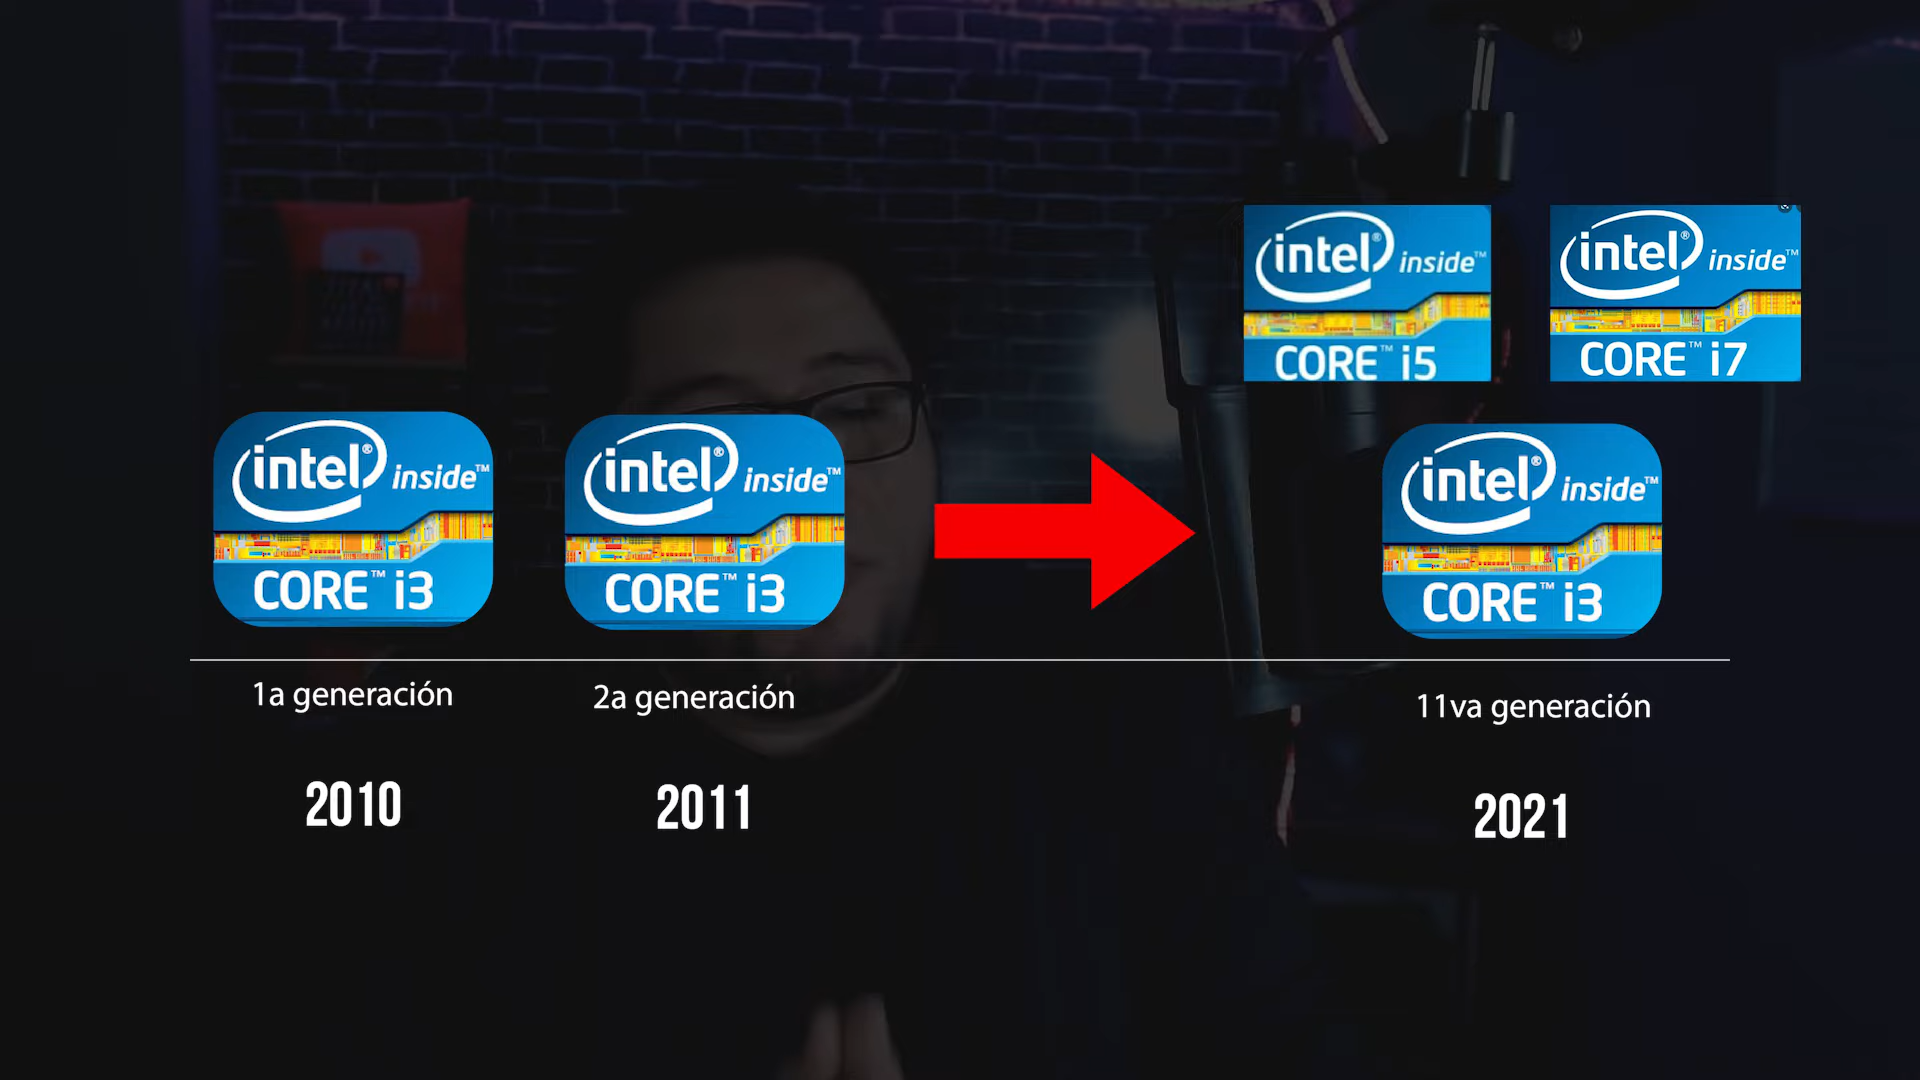 intel® inside™
CORE™ i5
intel® inside™
CORE™ i7
intel® inside™
CORE™ i3
intel® inside™
CORE™ i3
intel® inside™
CORE™ i3
1a generación
2a generación
11va generación
2010
2011
2021